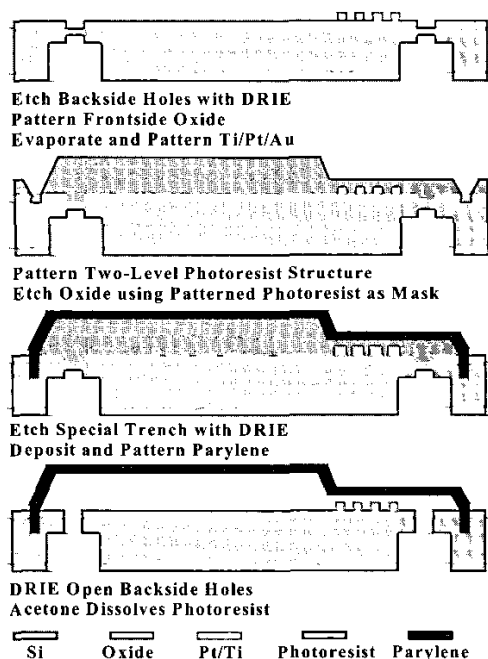 Etch Backside Holes with DRIE
Pattern Frontside Oxide
Evaporate and Pattern Ti/Pt/Au
Pattern Two-Level Photoresist Structure
Etch Oxide using Patterned Photoresist as Mask
Etch Special Trench with DRIE
Deposit and Pattern Parylene
DRIE Open Backside Holes
Acetone Dissolves Photoresist
Si Oxide Pt/Ti Photoresist Parylene